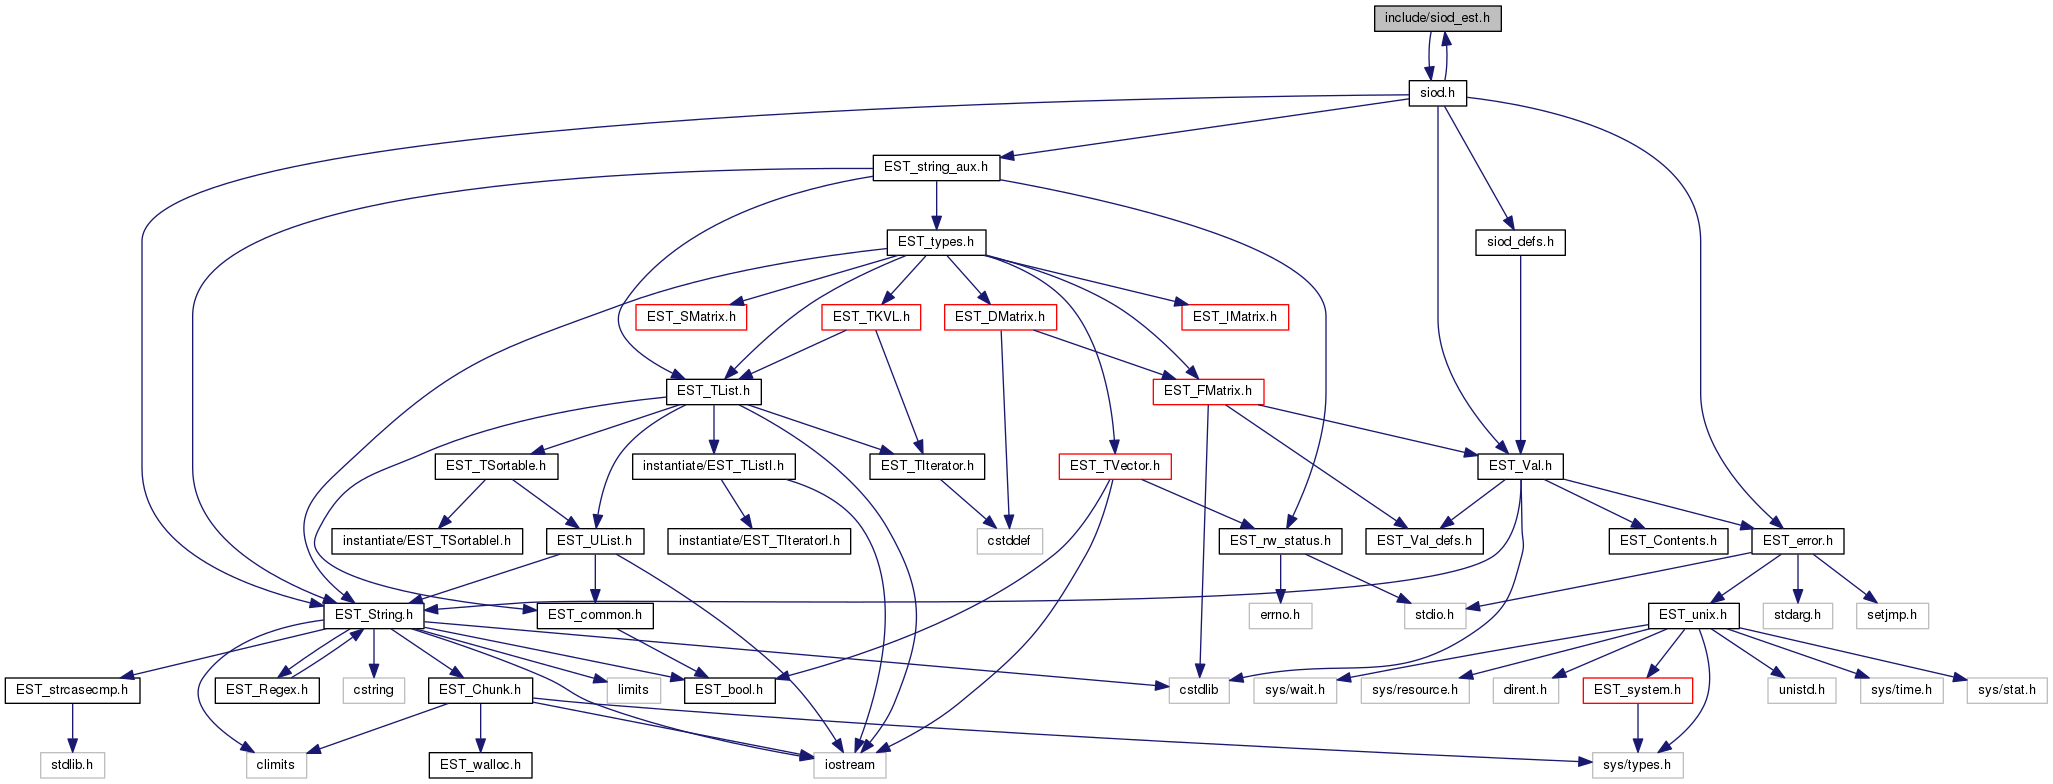 include/siod_est.h
siod.h
EST_string_aux.h
EST_types.h
siod_defs.h
EST_SMatrix.h
EST_TKVL.h
EST_DMatrix.h
EST_IMatrix.h
EST_TList.h
EST_FMatrix.h
EST_TSortable.h
instantiate/EST_TListI.h
EST_TIterator.h
EST_TVector.h
EST_Val.h
instantiate/EST_TSortableI.h
EST_UList.h
instantiate/EST_TIteratorI.h
cstddef
EST_rw_status.h
EST_Val_defs.h
EST_Contents.h
EST_error.h
EST_String.h
EST_common.h
errno.h
stdio.h
EST_unix.h
stdarg.h
setjmp.h
EST_strcasecmp.h
EST_Regex.h
cstring
EST_Chunk.h
limits
EST_bool.h
cstdlib
sys/wait.h
sys/resource.h
dirent.h
EST_system.h
unistd.h
sys/time.h
sys/stat.h
stdlib.h
climits
EST_walloc.h
iostream
sys/types.h